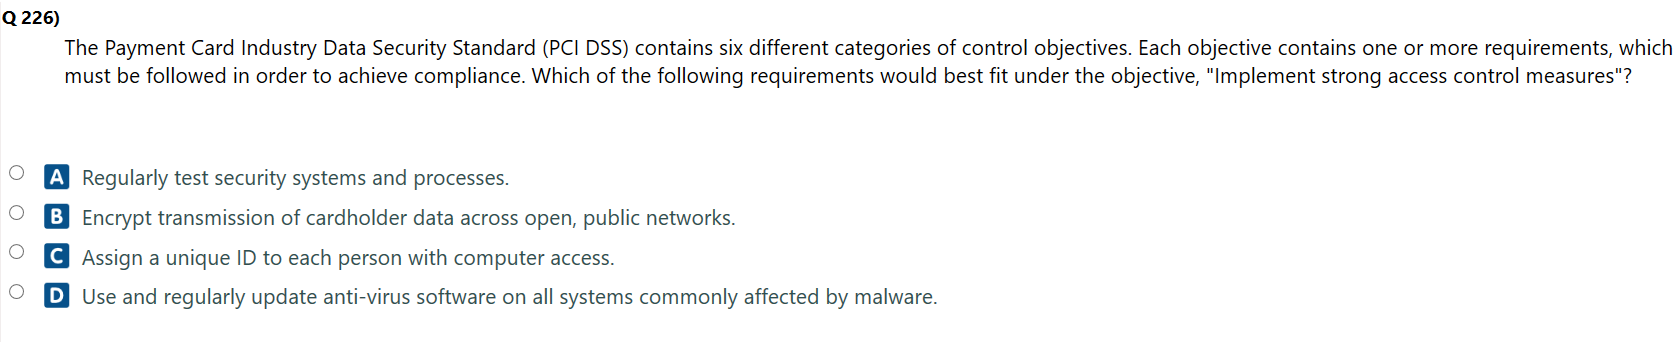 Q 226)
The Payment Card Industry Data Security Standard (PCI DSS) contains six different categories of control objectives. Each objective contains one or more requirements, which
must be followed in order to achieve compliance. Which of the following requirements would best fit under the objective, "Implement strong access control measures"?
A Regularly test security systems and processes.
B Encrypt transmission of cardholder data across open, public networks.
C Assign a unique ID to each person with computer access.
D Use and regularly update anti-virus software on all systems commonly affected by malware.